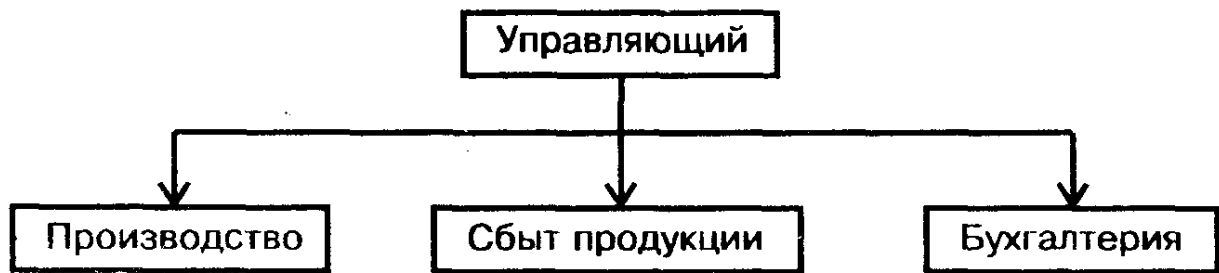 Управляющий
Производство
Сбыт продукции
Бухгалтерия